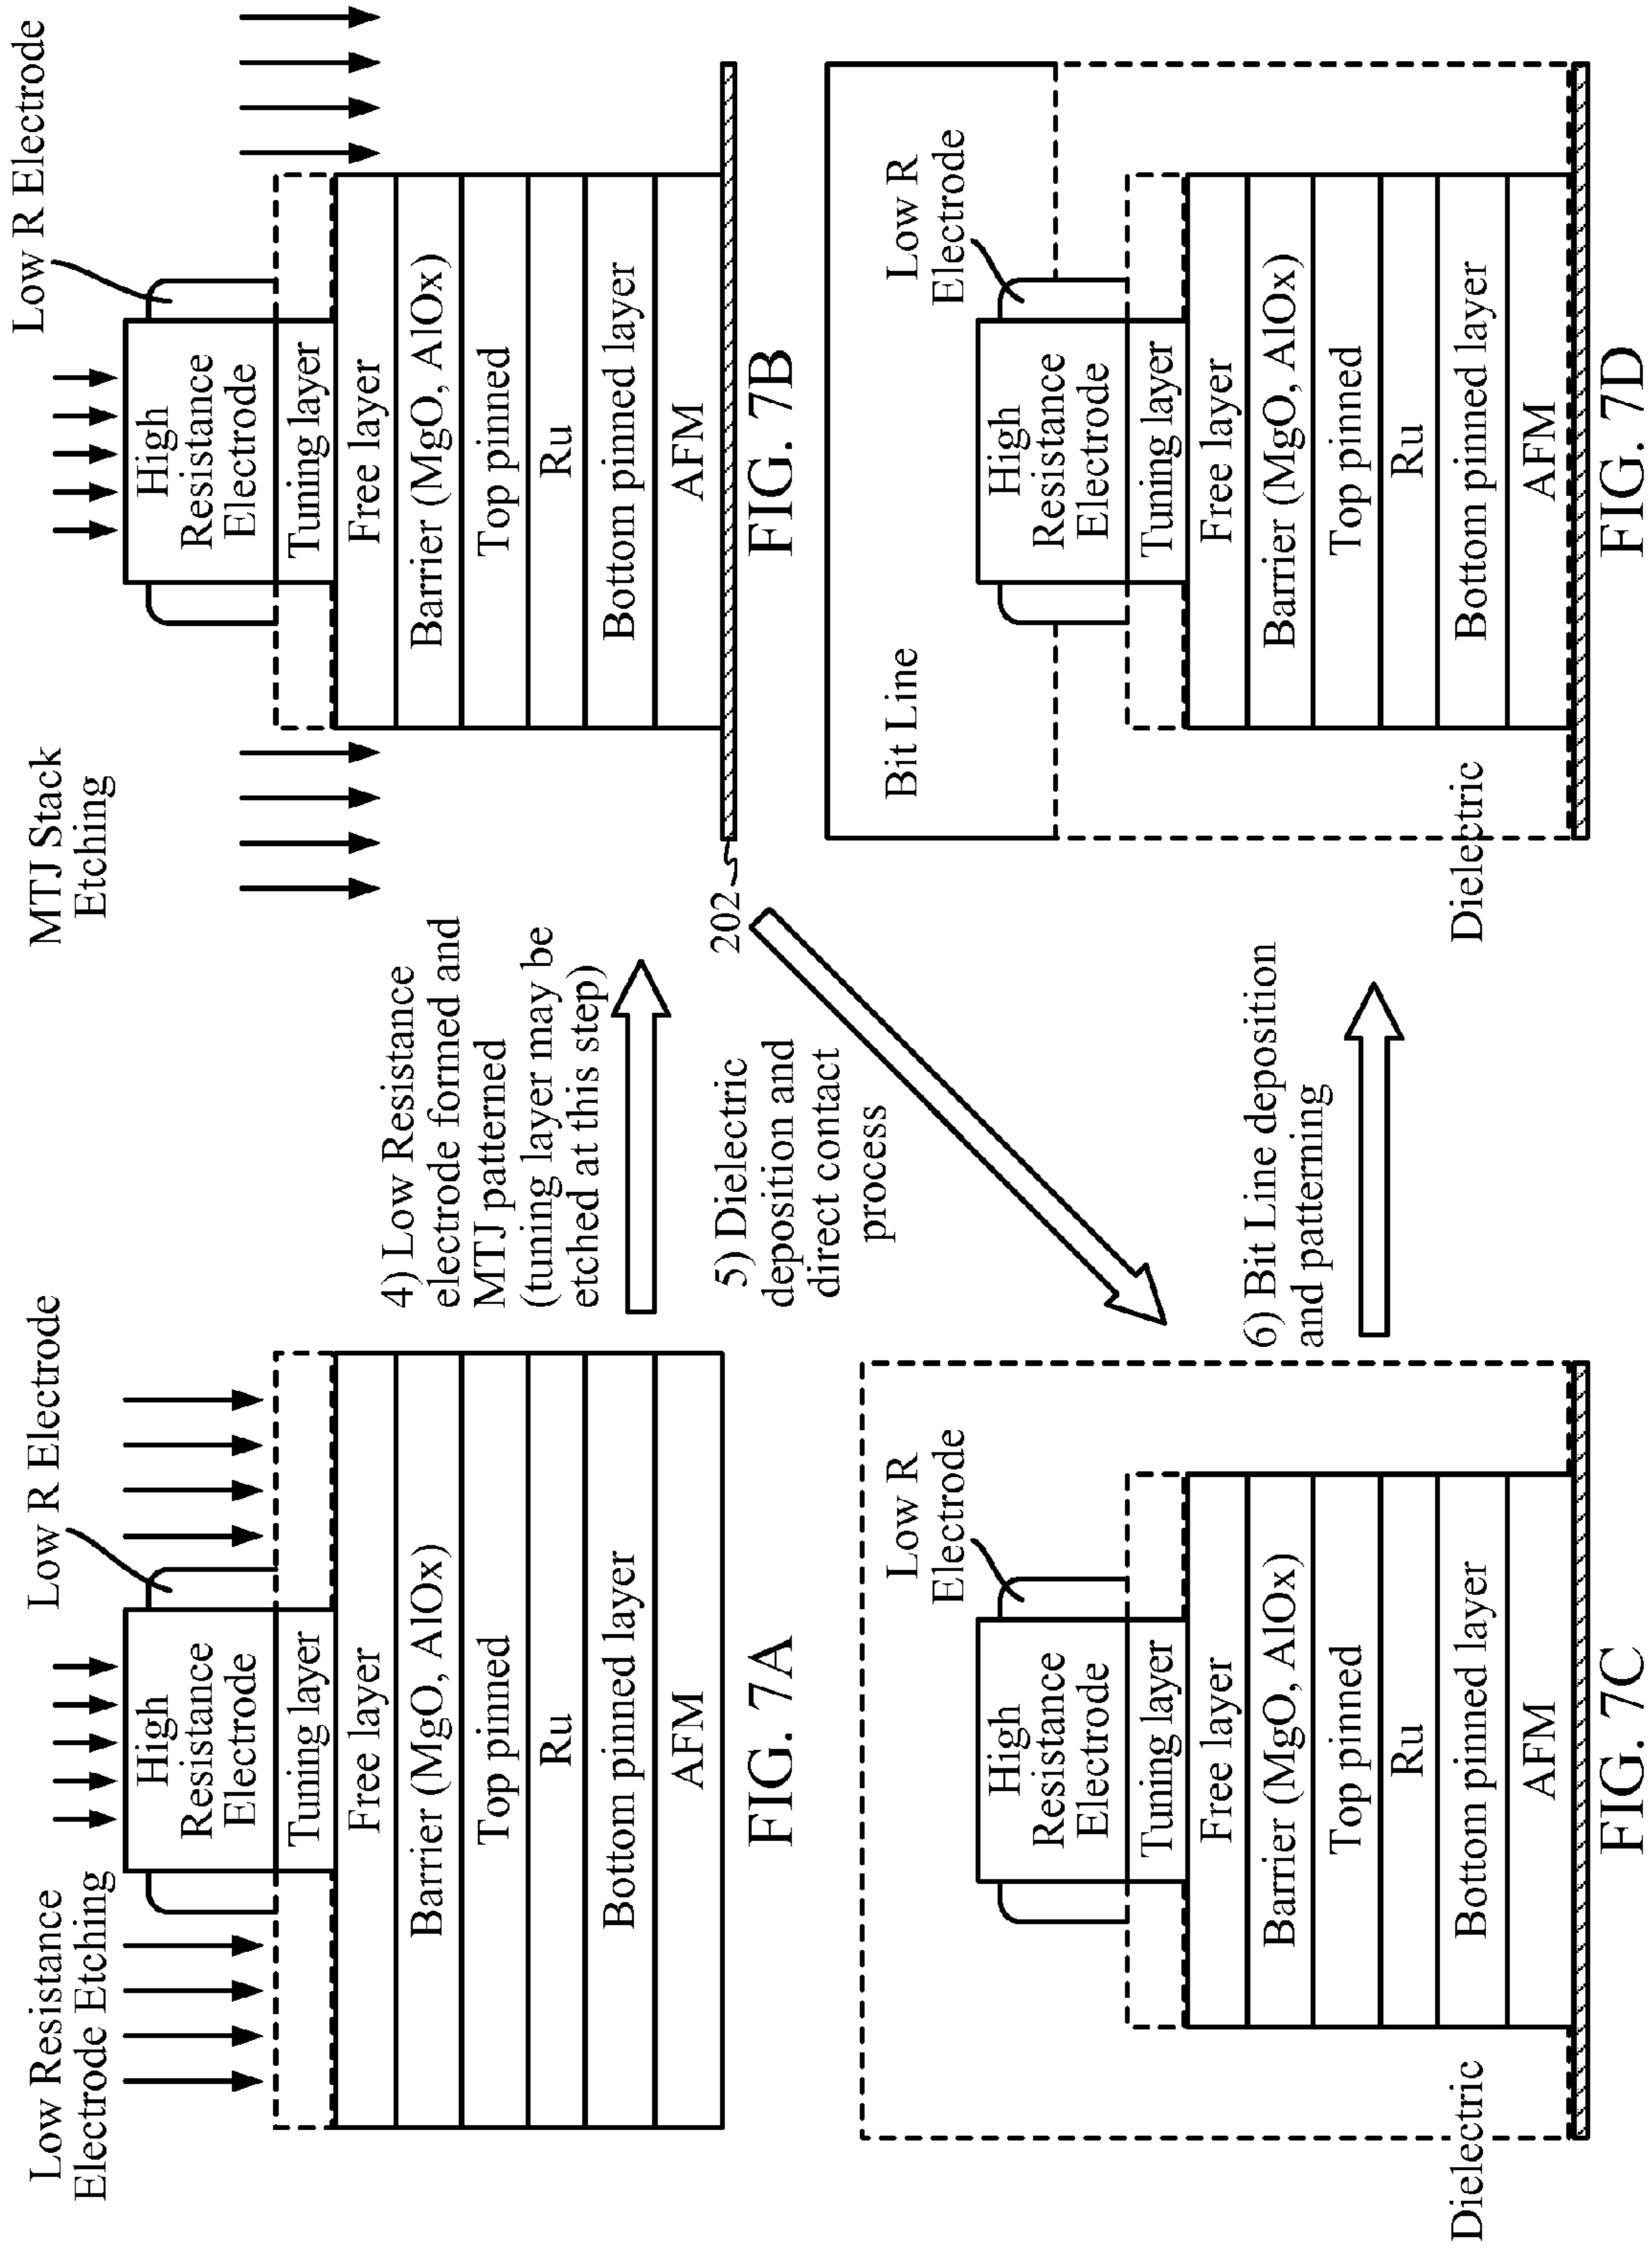 Low Resistance
Electrode Etching
Low R Electrode
High
Resistance
Electrode
Tuning layer
Free layer
Barrier (MgO, AlOx)
Top pinned
Ru
Bottom pinned layer
AFM
FIG. 7A
4) Low Resistance
electrode formed and
MTJ patterned
(tuning layer may be
etched at this step)
MTJ Stack
Etching
Low R Electrode
High
Resistance
Electrode
Tuning layer
Free layer
Barrier (MgO, AlOx)
Top pinned
Ru
Bottom pinned layer
AFM
202
FIG. 7B
5) Dielectric
deposition and
direct contact
process
Low R
Electrode
High
Resistance
Electrode
Tuning layer
Free layer
Barrier (MgO, AlOx)
Top pinned
Ru
Bottom pinned layer
AFM
Dielectric
FIG. 7C
6) Bit Line deposition
and patterning
Bit Line
Low R
Electrode
High
Resistance
Electrode
Tuning layer
Free layer
Barrier (MgO, AlOx)
Top pinned
Ru
Bottom pinned layer
AFM
Dielectric
FIG. 7D